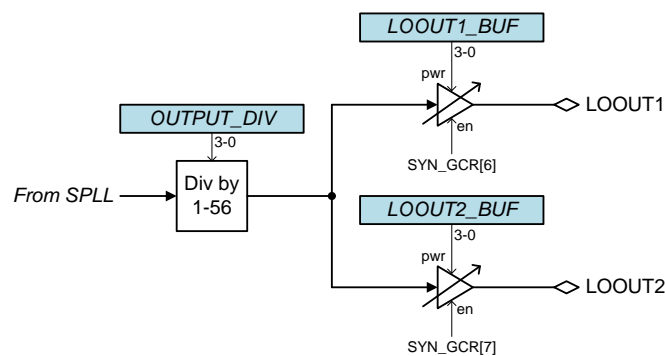 LOOUT1_BUF
3-0
pwr
LOOUT1
en
SYN_GCR[6]
OUTPUT_DIV
3-0
From SPLL
Div by
1-56
LOOUT2_BUF
3-0
pwr
LOOUT2
en
SYN_GCR[7]